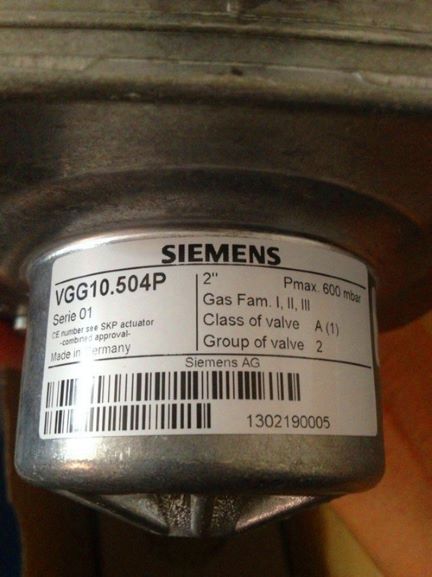 SIEMENS
VGG10.504P
Serie 01
CE number see SKP actuator
-combined approval-
Made in Germany
2" Pmax. 600 mbar
Gas Fam. I, II, III
Class of valve A (1)
Group of valve 2
Siemens AG
1302190005